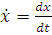 ẋ = dx/dt